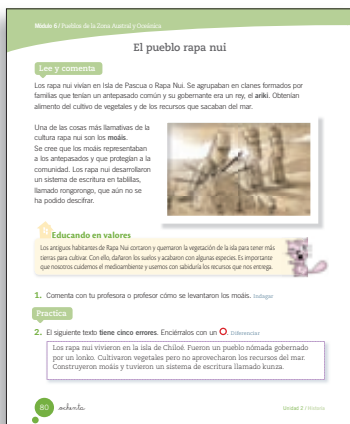 Módulo 5 / Pueblos de la Zona Austral y Oceánica
El pueblo rapa nui
Lee y comenta
Los rapa nui vivían en Isla de Pascua o Rapa Nui. Se agrupaban en clanes formados por
familias que tenían un antepasado común y su gobernante era un rey, el ariki. Obtenían
alimento del cultivo de vegetales y de los recursos que sacaban del mar.
Una de las cosas más llamativas de la
cultura rapa nui son los moáis.
Se cree que los moáis representaban
a los antepasados y que protegían a la
comunidad. Los rapa nui desarrollaron
un sistema de escritura en tablillas,
llamado rongorongo, que aún no se
ha podido descifrar.
Educando en valores
Los antiguos habitantes de Rapa Nui cortaron y quemaron la vegetación de la isla para tener más
tierras para cultivar. Con ello, dañaron los suelos y acabaron con algunas especies. Es importante
que nosotros cuidemos el medioambiente y usemos con sabiduría los recursos que nos entrega.
1. Comenta con tu profesora o profesor cómo se levantaron los moáis. Indagar
Practica
2. El siguiente texto tiene cinco errores. Enciérralos con un . Diferenciar
Los rapa nui vivieron en la isla de Chiloé. Fueron un pueblo nómada gobernado
por un lonko. Cultivaron vegetales pero no aprovecharon los recursos del mar.
Construyeron moáis y tuvieron un sistema de escritura llamado kunza.
80 ochenta
Unidad 2 / Historia